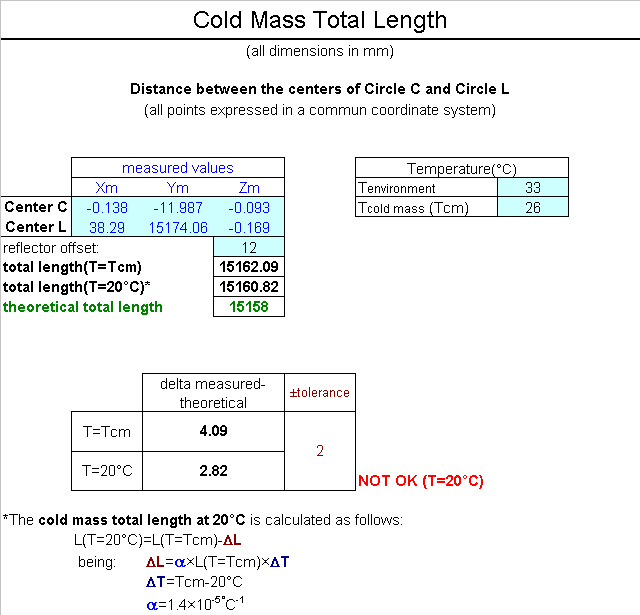 Cold Mass Total Length
(all dimensions in mm)
Distance between the centers of Circle C and Circle L
(all points expressed in a commun coordinate system)
measured values
Xm Ym Zm
Center C -0.138 -11.987 -0.093
Center L 38.29 15174.06 -0.169
reflector offset: 12
total length(T=Tcm) 15162.09
total length(T=20°C)* 15160.82
theoretical total length 15158
Temperature(°C)
Tenvironment 33
Tcold mass (Tcm) 26
delta measured-
theoretical
±tolerance
T=Tcm 4.09
T=20°C 2.82
2
NOT OK (T=20°C)
*The cold mass total length at 20°C is calculated as follows:
L(T=20°C)=L(T=Tcm)-ΔL
being: ΔL=α×L(T=Tcm)×ΔT
ΔT=Tcm-20°C
α=1.4×10⁻⁵°C⁻¹